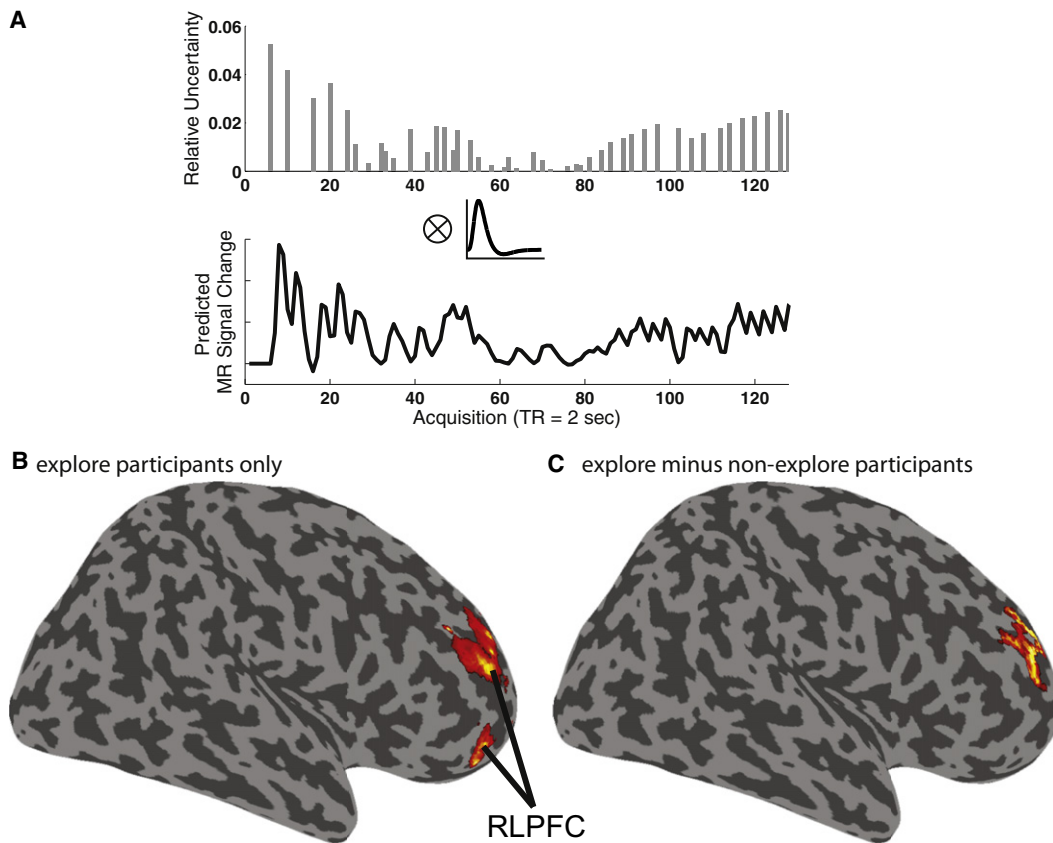 A
Relative Uncertainty
0.06
0.04
0.02
0
0 20 40 60 80 100 120
Predicted
MR Signal Change
0 20 40 60 80 100 120
Acquisition (TR = 2 sec)
B explore participants only
C explore minus non-explore participants
RLPFC